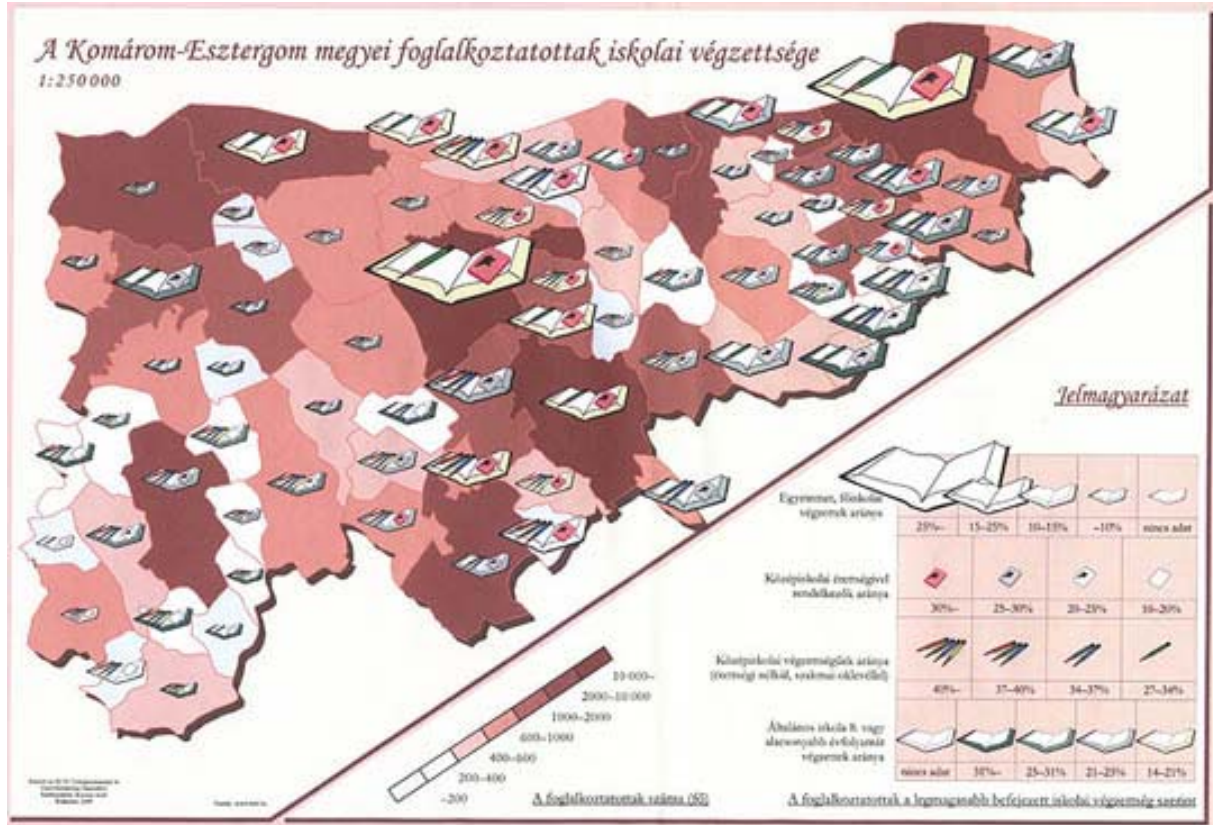 A Komárom-Esztergom megyei foglalkoztatottak iskolai végzettsége
1:250 000
Jelmagyarázat
Egyetemet, főiskolát
végzettek aránya
25%– 15–25% 10–15% –10% nincs adat
Középiskolai érettségivel
rendelkezők aránya
30%– 25–30% 20–25% 10–20%
Középiskolai végzettségűek aránya
(érettségi nélkül, szakmai oklevéllel)
40%– 37–40% 34–37% 27–34%
Általános iskola 8. vagy
alacsonyabb évfolyamát
végzettek aránya
nincs adat 31%– 25–31% 21–25% 14–21%
10 000–
2000–10 000
1000–2000
600–1000
400–600
200–400
–200
A foglalkoztatottak száma (fő)
A foglalkoztatottak a legmagasabb befejezett iskolai végzettség szerint